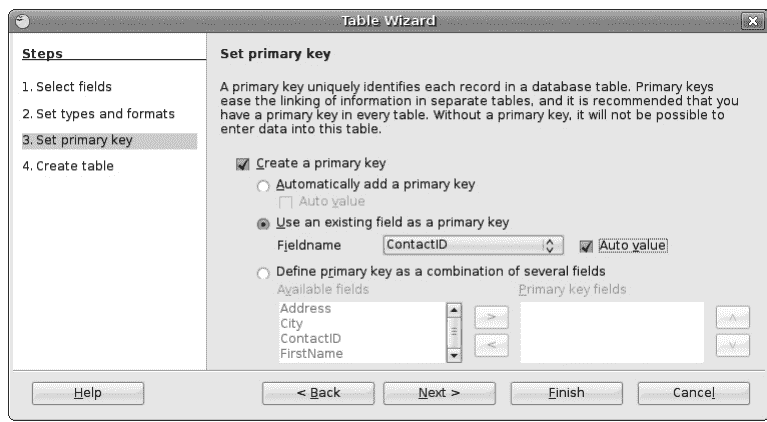 Table Wizard
Steps
1. Select fields
2. Set types and formats
3. Set primary key
4. Create table
Set primary key
A primary key uniquely identifies each record in a database table. Primary keys
ease the linking of information in separate tables, and it is recommended that you
have a primary key in every table. Without a primary key, it will not be possible to
enter data into this table.
Create a primary key
Automatically add a primary key
Auto value
Use an existing field as a primary key
Fieldname ContactID Auto value
Define primary key as a combination of several fields
Available fields Primary key fields
Address
City
ContactID
FirstName
>
<
Help < Back Next > Finish Cancel